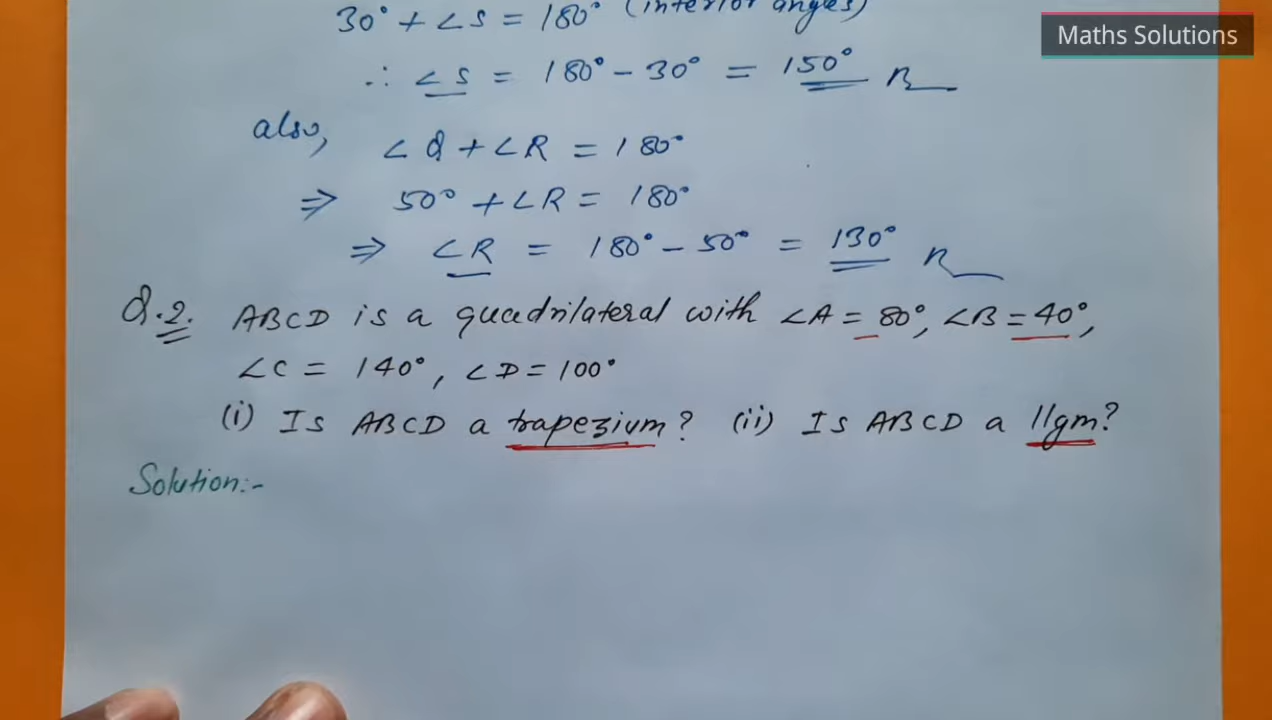 Maths Solutions
30° + ∠S = 180° (interior angles)
∴ ∠S = 180° - 30° = 150°
also, ∠Q + ∠R = 180°
⇒ 50° + ∠R = 180°
⇒ ∠R = 180° - 50° = 130°
Q.2. ABCD is a quadrilateral with ∠A = 80°, ∠B = 40°,
∠C = 140°, ∠D = 100°
(i) Is ABCD a trapezium? (ii) Is ABCD a llgm?
Solution:-